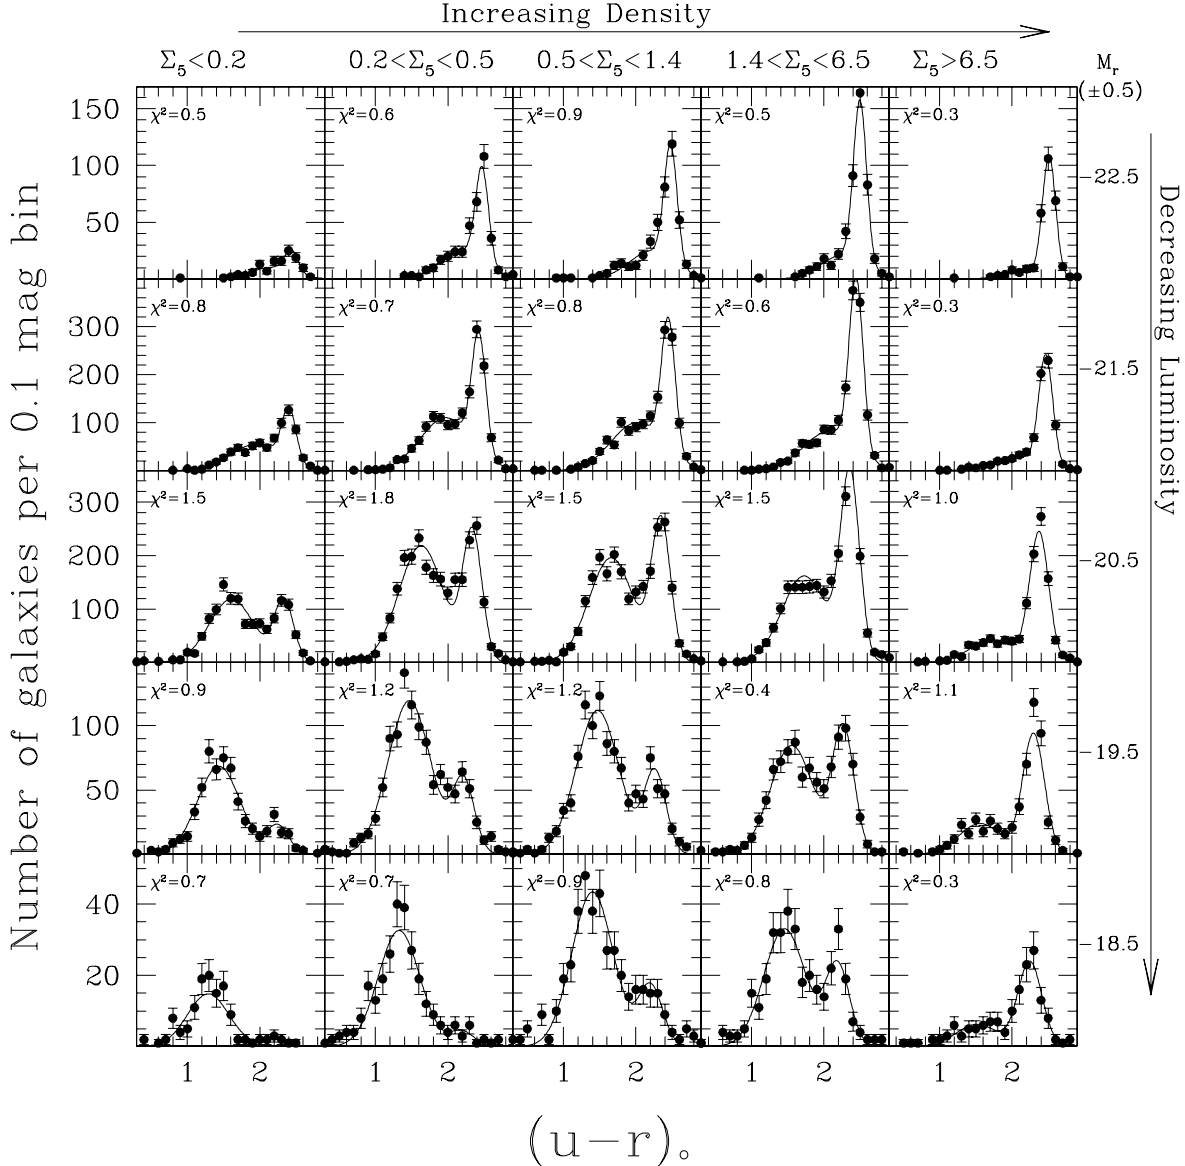 Increasing Density
Σ₅<0.2 0.2<Σ₅<0.5 0.5<Σ₅<1.4 1.4<Σ₅<6.5 Σ₅>6.5 Mᵣ
(±0.5)
150 χ²=0.5 χ²=0.6 χ²=0.9 χ²=0.5 χ²=0.3
100 -22.5
50
χ²=0.8 χ²=0.7 χ²=0.8 χ²=0.6 χ²=0.3
300
200 -21.5
100
χ²=1.5 χ²=1.8 χ²=1.5 χ²=1.5 χ²=1.0
300
200 -20.5
100
χ²=0.9 χ²=1.2 χ²=1.2 χ²=0.4 χ²=1.1
100 -19.5
50
χ²=0.7 χ²=0.7 χ²=0.9 χ²=0.8 χ²=0.3
40 -18.5
20
1 2 1 2 1 2 1 2 1 2
(u-r)₀
Number of galaxies per 0.1 mag bin
Decreasing Luminosity